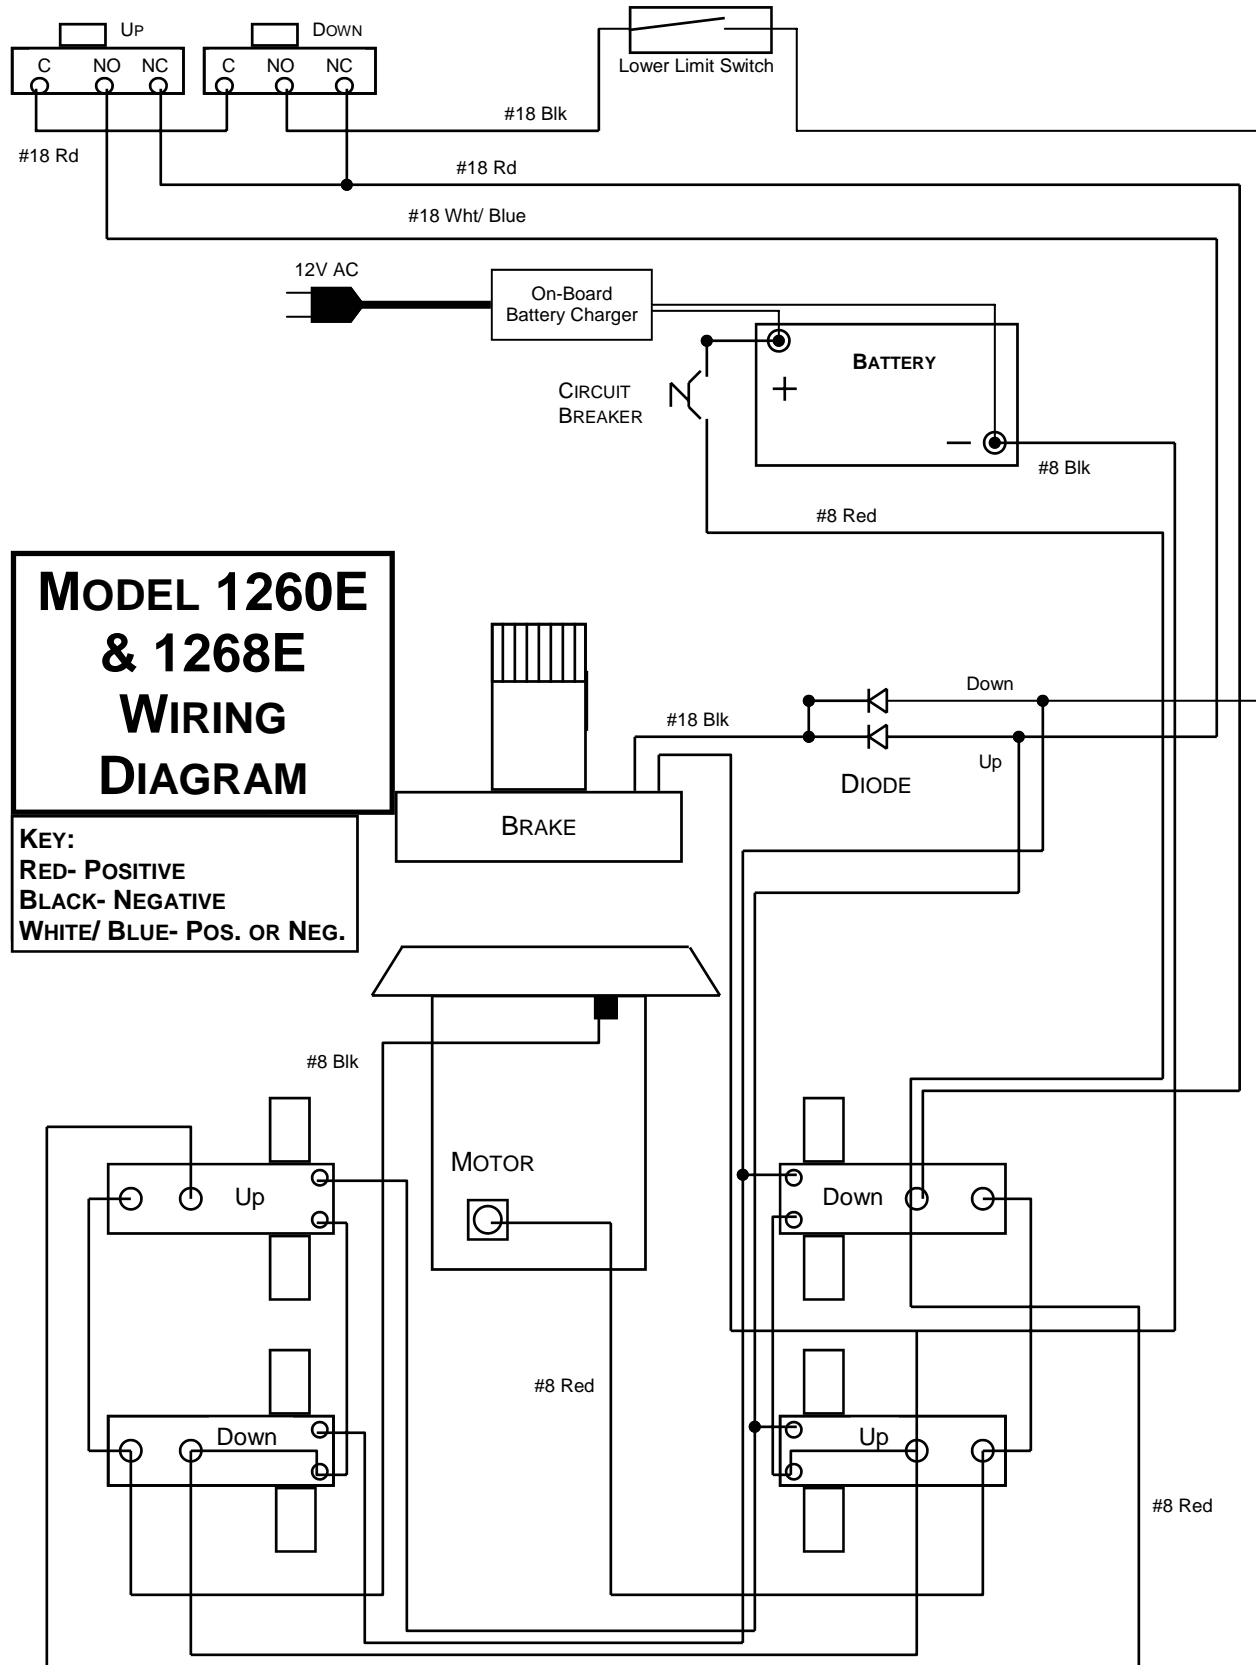 UP
DOWN
C NO NC
C NO NC
Lower Limit Switch
#18 Blk
#18 Rd
#18 Rd
#18 Wht/ Blue
12V AC
On-Board
Battery Charger
BATTERY
+
−
CIRCUIT
BREAKER
#8 Blk
#8 Red
MODEL 1260E
& 1268E
WIRING
DIAGRAM
KEY:
RED- POSITIVE
BLACK- NEGATIVE
WHITE/ BLUE- POS. OR NEG.
#18 Blk
Down
Up
DIODE
BRAKE
#8 Blk
MOTOR
Up
Down
#8 Red
Down
Up
#8 Red